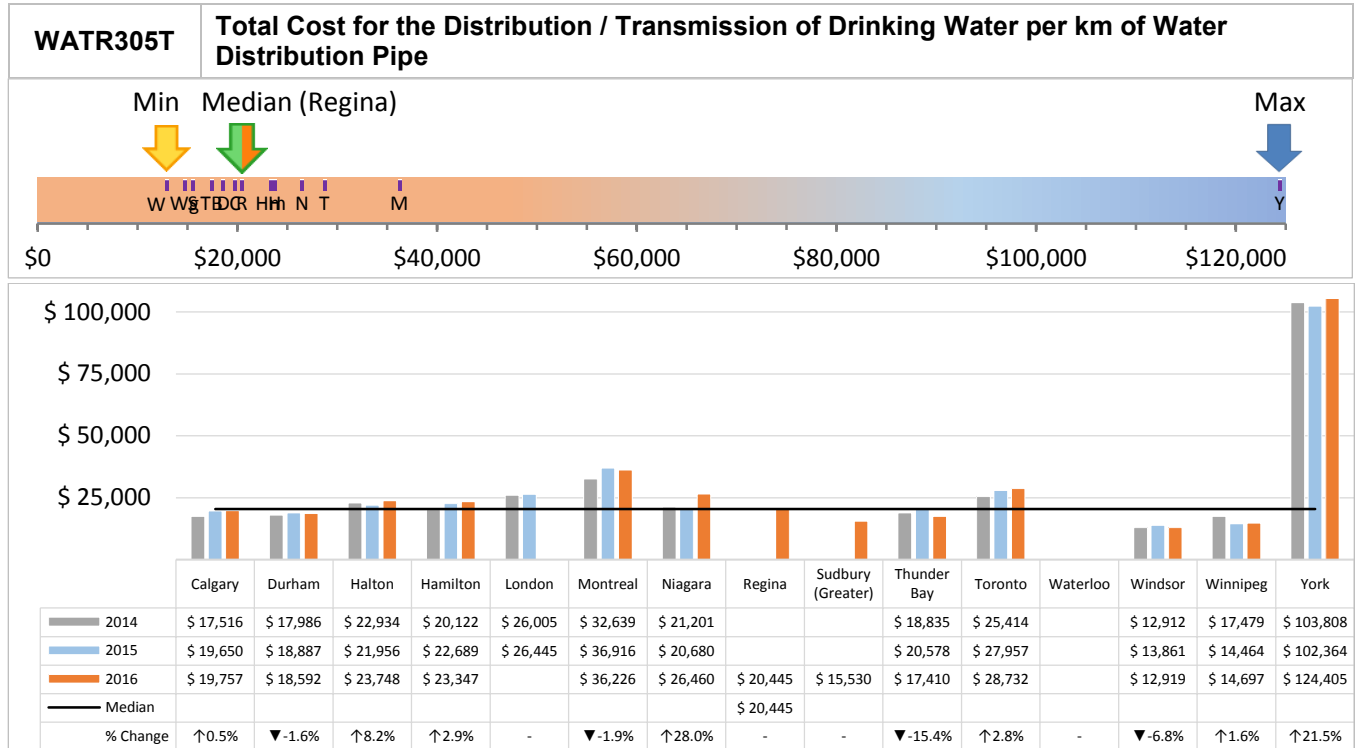 WATR305T
Total Cost for the Distribution / Transmission of Drinking Water per km of Water
Distribution Pipe
Min Median (Regina) Max
W Wg S TB D C R H Hm N T M Y
$0 $20,000 $40,000 $60,000 $80,000 $100,000 $120,000
$ 100,000
$ 75,000
$ 50,000
$ 25,000
Calgary Durham Halton Hamilton London Montreal Niagara Regina Sudbury (Greater) Thunder Bay Toronto Waterloo Windsor Winnipeg York
2014 $ 17,516 $ 17,986 $ 22,934 $ 20,122 $ 26,005 $ 32,639 $ 21,201 $ 18,835 $ 25,414 $ 12,912 $ 17,479 $ 103,808
2015 $ 19,650 $ 18,887 $ 21,956 $ 22,689 $ 26,445 $ 36,916 $ 20,680 $ 20,578 $ 27,957 $ 13,861 $ 14,464 $ 102,364
2016 $ 19,757 $ 18,592 $ 23,748 $ 23,347 $ 36,226 $ 26,460 $ 20,445 $ 15,530 $ 17,410 $ 28,732 $ 12,919 $ 14,697 $ 124,405
Median $ 20,445
% Change ↑0.5% ▼-1.6% ↑8.2% ↑2.9% - ▼-1.9% ↑28.0% - - ▼-15.4% ↑2.8% - ▼-6.8% ↑1.6% ↑21.5%